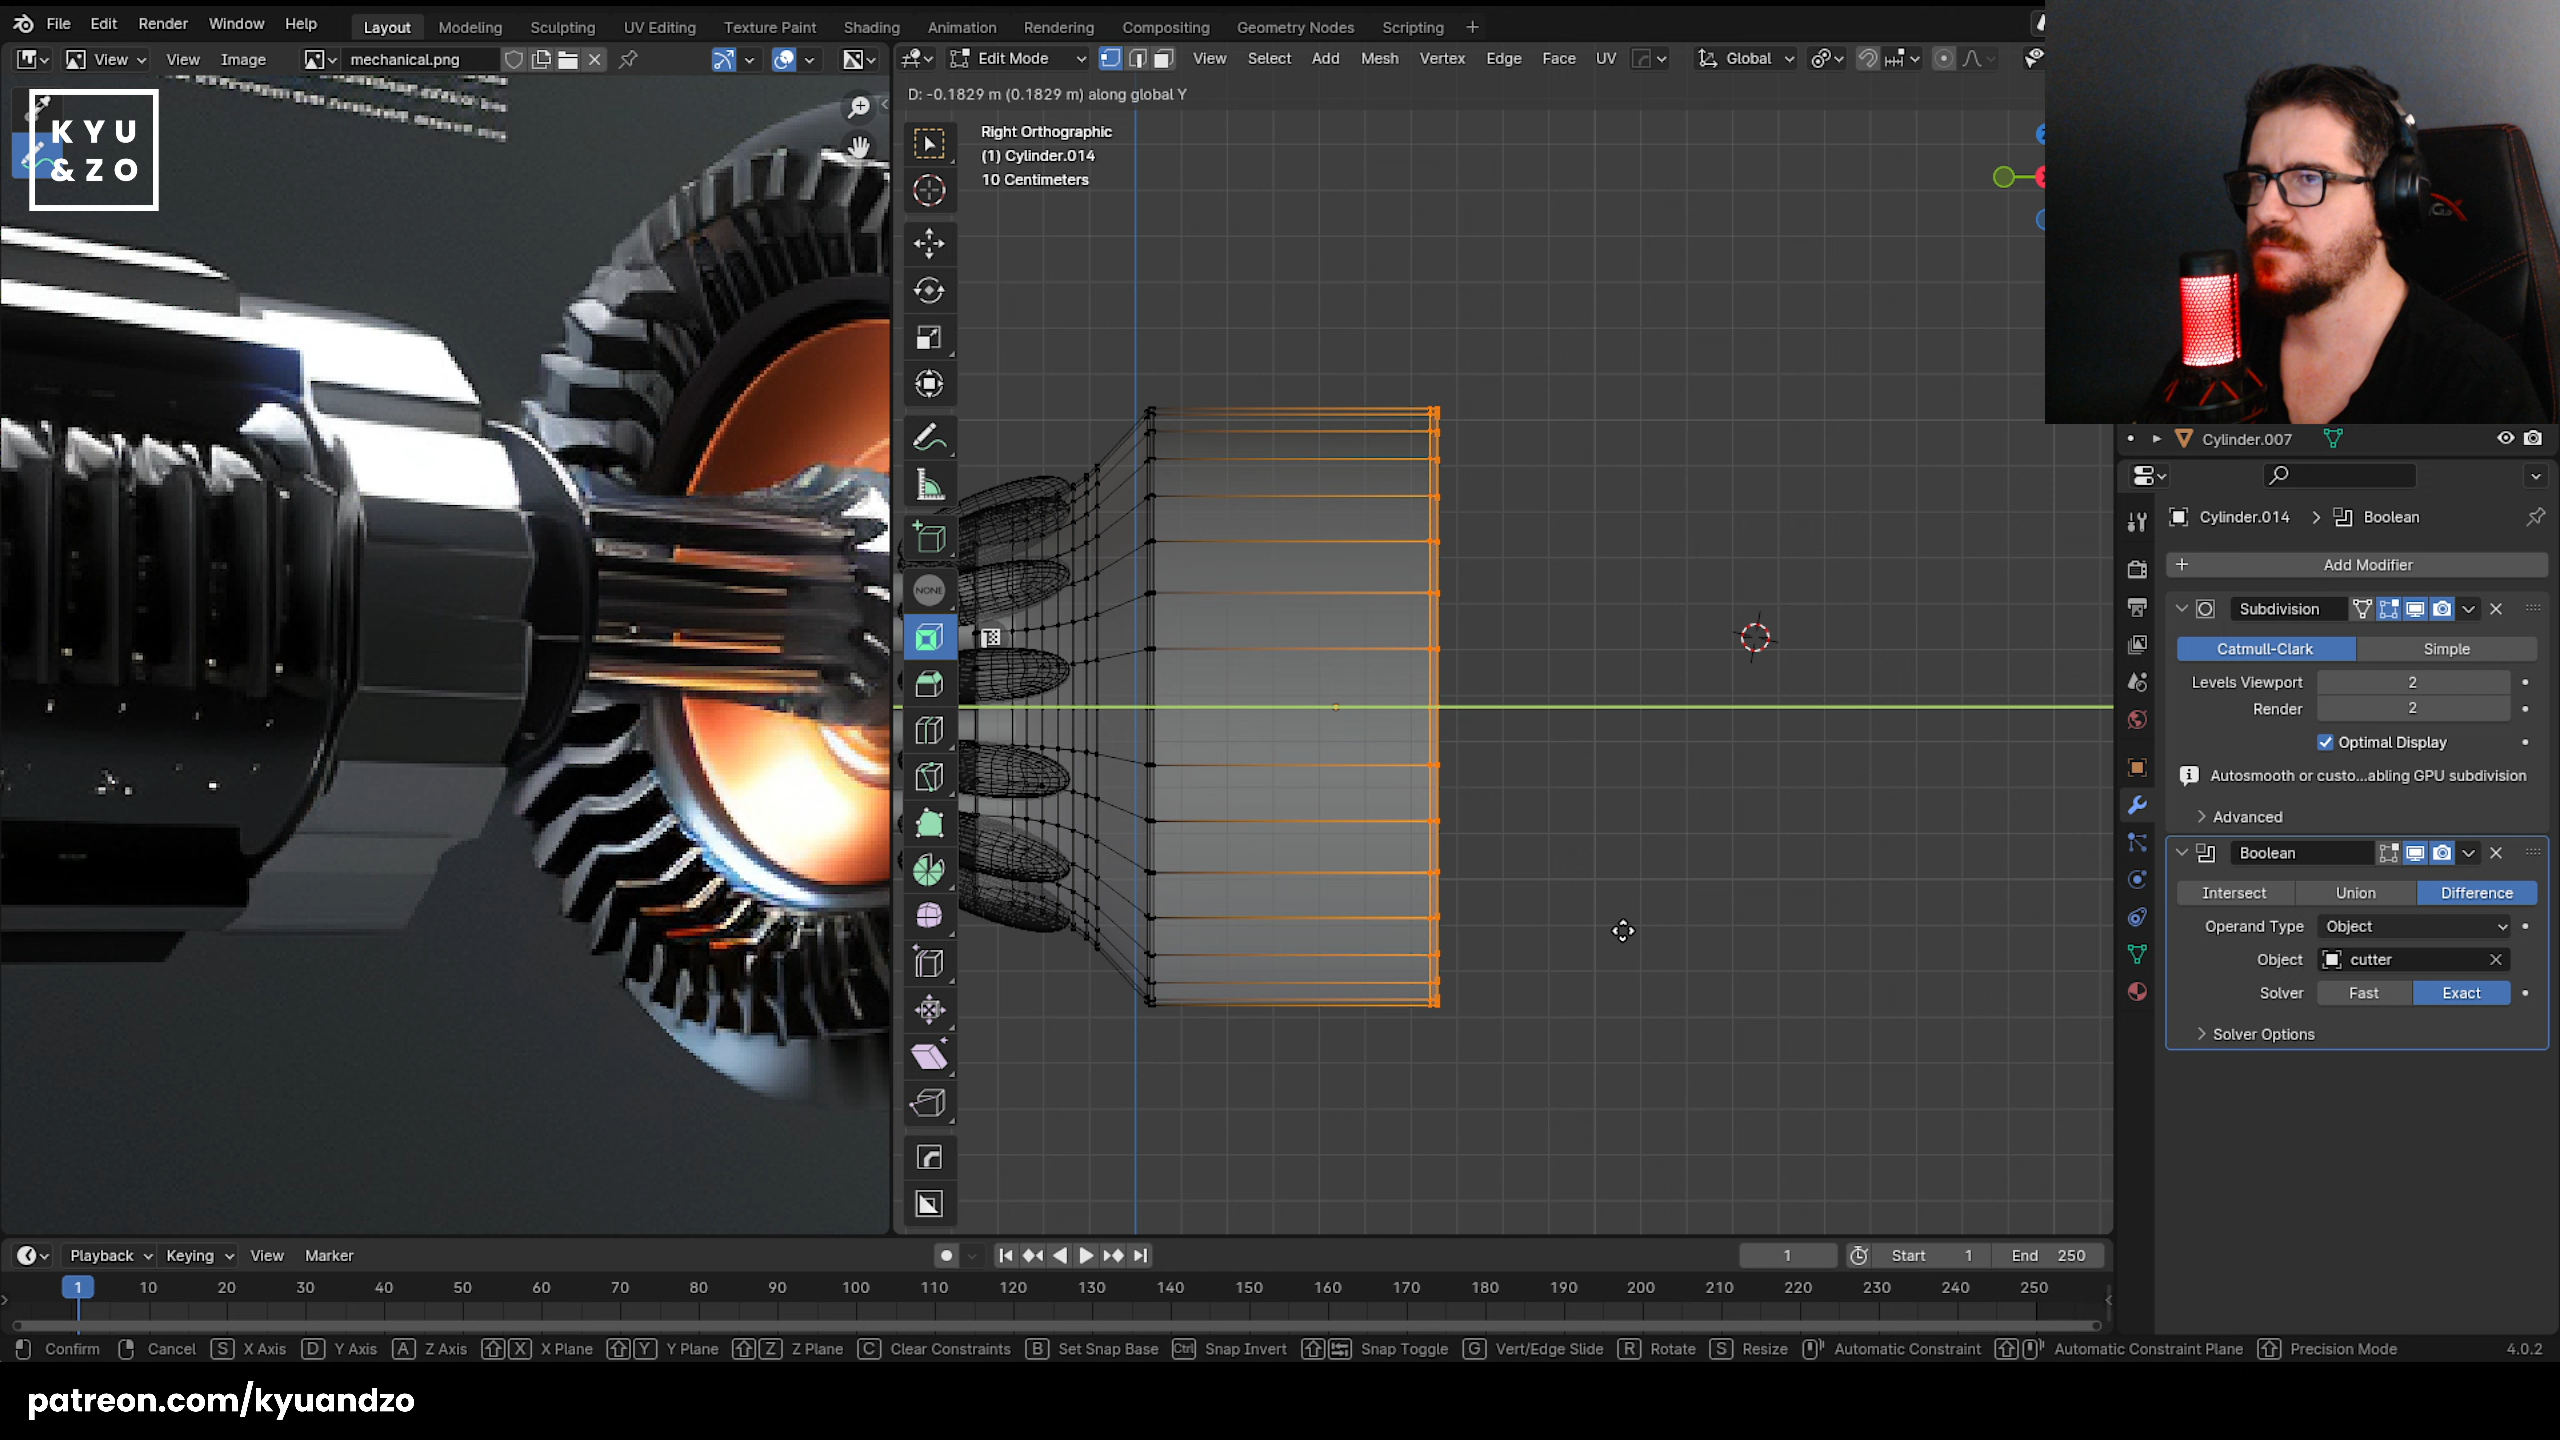 File Edit Render Window Help Layout Modeling Sculpting UV Editing Texture Paint Shading Animation Rendering Compositing Geometry Nodes Scripting +
View View Image mechanical.png Edit Mode View Select Add Mesh Vertex Edge Face UV Global
D: -0.1829 m (0.1829 m) along global Y
KYU
&ZO
Right Orthographic
(1) Cylinder.014
10 Centimeters
NONE
Cylinder.007
Cylinder.014 > Boolean
+ Add Modifier
Subdivision
Catmull-Clark Simple
Levels Viewport 2
Render 2
Optimal Display
Autosmooth or custo...abling GPU subdivision
Advanced
Boolean
Intersect Union Difference
Operand Type Object
Object cutter
Solver Fast Exact
Solver Options
Playback Keying View Marker 1 Start 1 End 250
1 10 20 30 40 50 60 70 80 90 100 110 120 130 140 150 160 170 180 190 200 210 220 230 240 250
Confirm Cancel S X Axis D Y Axis A Z Axis X X Plane Y Y Plane Z Z Plane C Clear Constraints B Set Snap Base Ctrl Snap Invert Snap Toggle G Vert/Edge Slide R Rotate S Resize Automatic Constraint Automatic Constraint Plane Precision Mode 4.0.2
patreon.com/kyuandzo